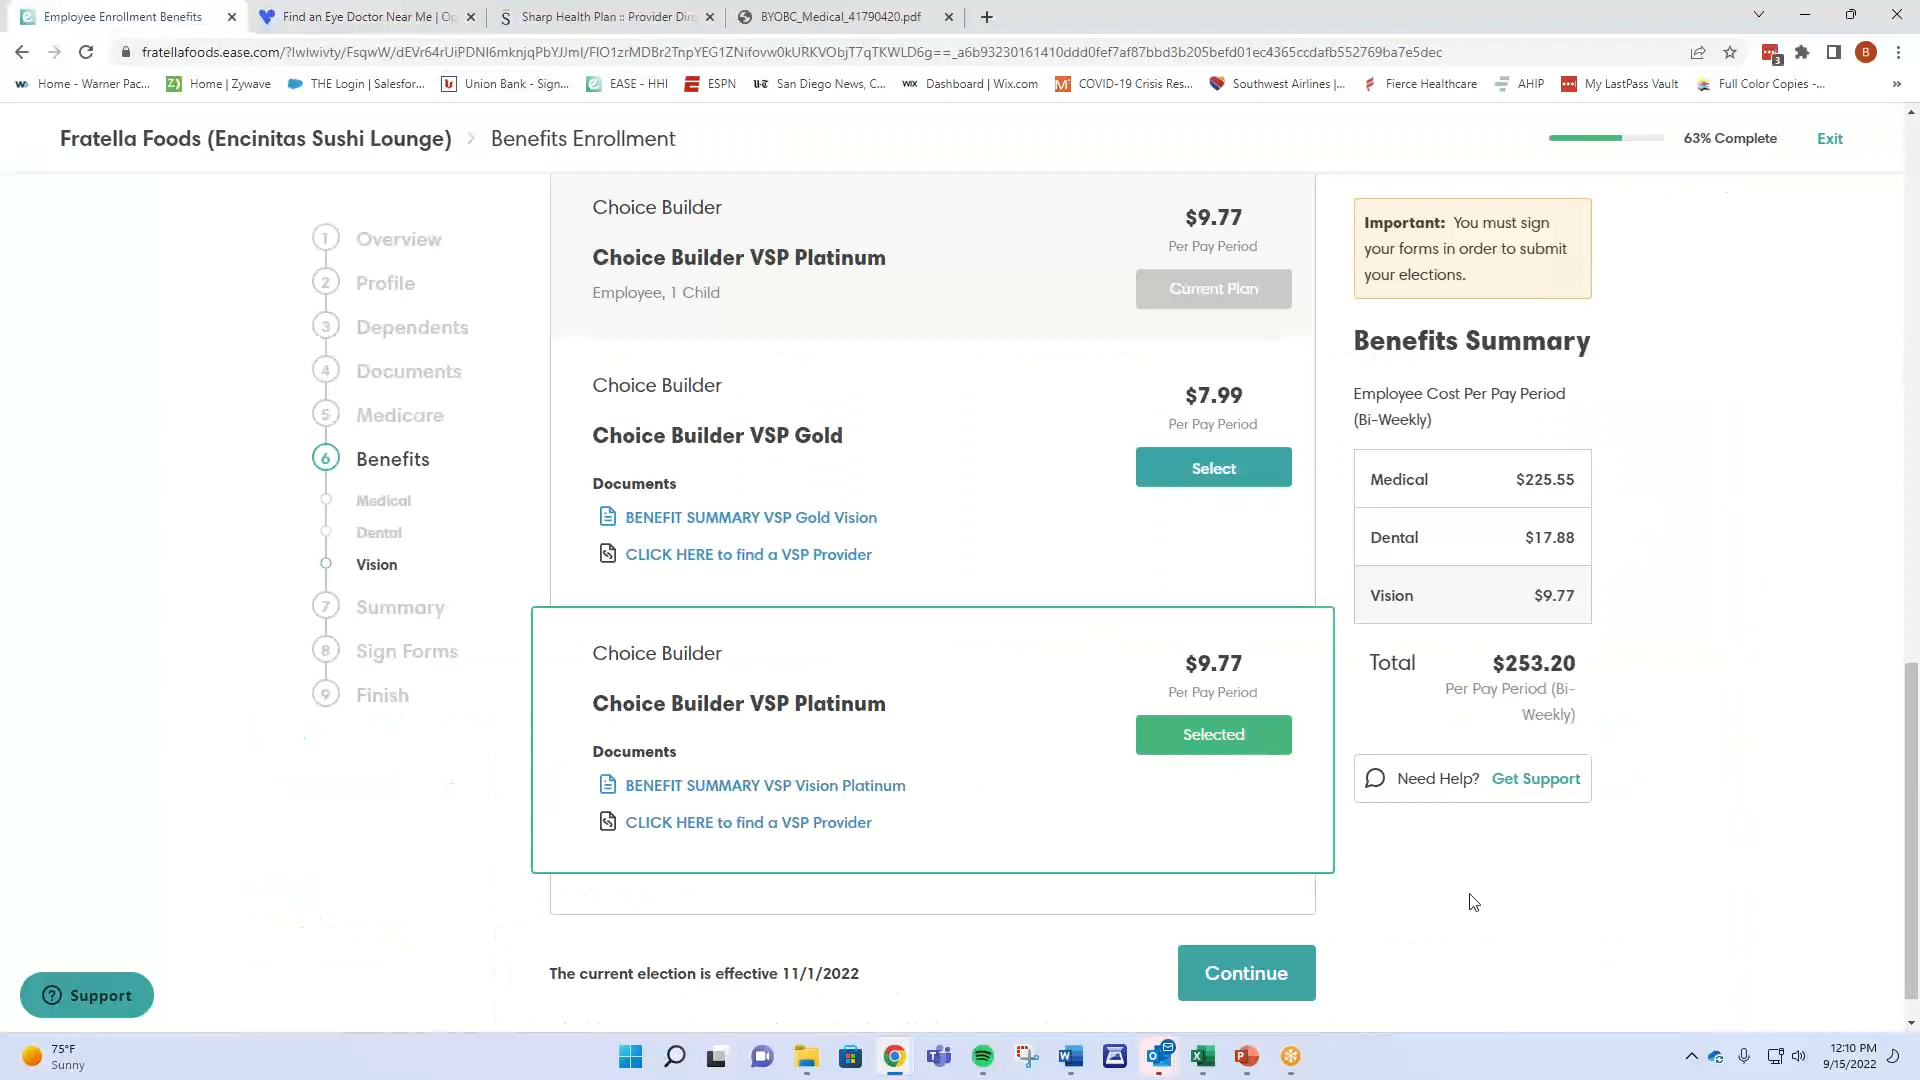 Employee Enrollment Benefits
Find an Eye Doctor Near Me | Op
Sharp Health Plan :: Provider Dire
BYOBC_Medical_41790420.pdf
Home - Warner Pac...
Home | Zywave
THE Login | Salesfor...
Union Bank - Sign...
EASE - HHI
ESPN
San Diego News, C...
Dashboard | Wix.com
COVID-19 Crisis Res...
Southwest Airlines |...
Fierce Healthcare
AHIP
My LastPass Vault
Full Color Copies -...
Fratella Foods (Encinitas Sushi Lounge) > Benefits Enrollment
63% Complete
Exit
1 Overview
2 Profile
3 Dependents
4 Documents
5 Medicare
6 Benefits
Medical
Dental
Vision
7 Summary
8 Sign Forms
9 Finish
Choice Builder
Choice Builder VSP Platinum
Employee, 1 Child
$9.77
Per Pay Period
Current Plan
Choice Builder
Choice Builder VSP Gold
$7.99
Per Pay Period
Select
Documents
BENEFIT SUMMARY VSP Gold Vision
CLICK HERE to find a VSP Provider
Choice Builder
Choice Builder VSP Platinum
$9.77
Per Pay Period
Selected
Documents
BENEFIT SUMMARY VSP Vision Platinum
CLICK HERE to find a VSP Provider
The current election is effective 11/1/2022
Continue
Important: You must sign
your forms in order to submit
your elections.
Benefits Summary
Employee Cost Per Pay Period
(Bi-Weekly)
Medical $225.55
Dental $17.88
Vision $9.77
Total $253.20
Per Pay Period (Bi-
Weekly)
Need Help? Get Support
Support
75°F
Sunny
12:10 PM
9/15/2022